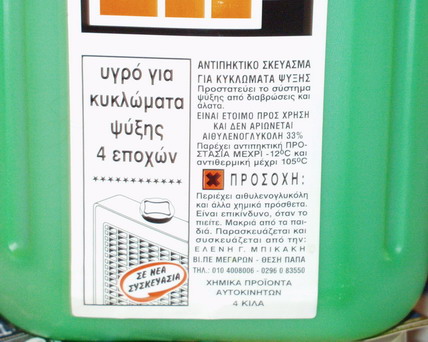 υγρό για
κυκλώματα
ψύξης
4 εποχών
ΣΕ ΝΕΑ
ΣΥΣΚΕΥΑΣΙΑ
ΑΝΤΙΠΗΚΤΙΚΟ ΣΚΕΥΑΣΜΑ
ΓΙΑ ΚΥΚΛΩΜΑΤΑ ΨΥΞΗΣ
Προστατεύει το σύστημα
ψύξης από διαβρώσεις και
άλατα.
ΕΙΝΑΙ ΕΤΟΙΜΟ ΠΡΟΣ ΧΡΗΣΗ
ΚΑΙ ΔΕΝ ΑΡΙΩΝΕΤΑΙ
ΑΙΘΥΛΕΝΟΓΛΥΚΟΛΗ 33%
Παρέχει αντιπηκτική ΠΡΟ-
ΣΤΑΣΙΑ ΜΕΧΡΙ -12°C και
αντιθερμική μέχρι 105°C
ΠΡΟΣΟΧΗ:
Περιέχει αιθυλενογλυκόλη
και άλλα χημικά πρόσθετα.
Είναι επικίνδυνο, όταν το
πιείτε. Μακριά από τα παι-
διά. Παρασκευάζεται και
συσκευάζεται από την:
ΕΛΕΝΗ Γ. ΜΠΙΚΑΚΗ
ΒΙ.ΠΕ ΜΕΓΑΡΩΝ - ΘΕΣΗ ΠΑΠΑ
ΤΗΛ.: 010 4008006 - 0296 0 83550
ΧΗΜΙΚΑ ΠΡΟΪΟΝΤΑ
ΑΥΤΟΚΙΝΗΤΩΝ
4 ΚΙΛΑ